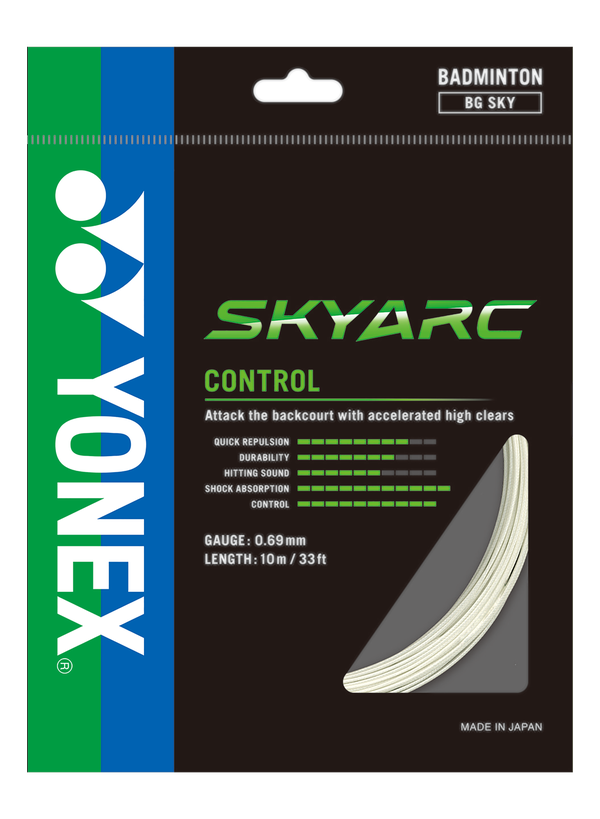 BADMINTON
BG SKY
YONEX®
SKYARC
CONTROL
Attack the backcourt with accelerated high clears
QUICK REPULSION
DURABILITY
HITTING SOUND
SHOCK ABSORPTION
CONTROL
GAUGE: 0.69mm
LENGTH: 10m / 33ft
MADE IN JAPAN